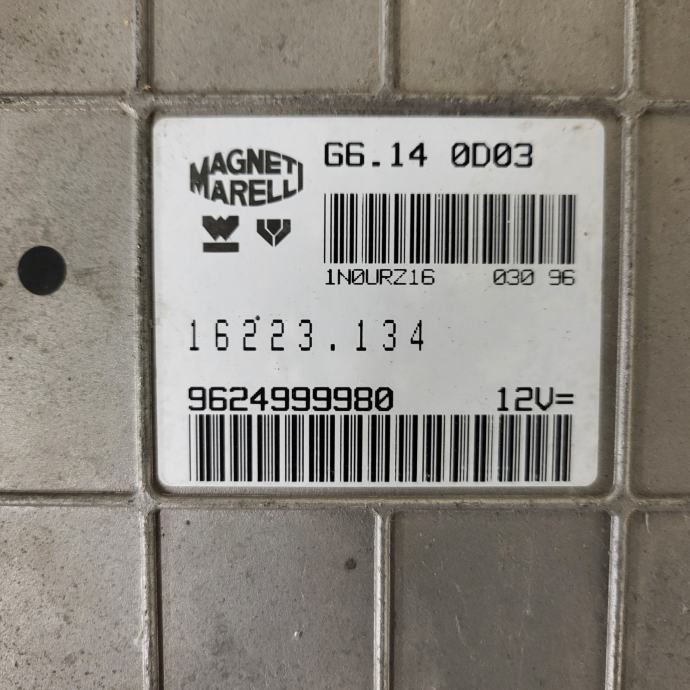 MAGNETI
MARELLI
G6.14 0D03
1N0URZ16 030 96
16223.134
9624999980 12V=